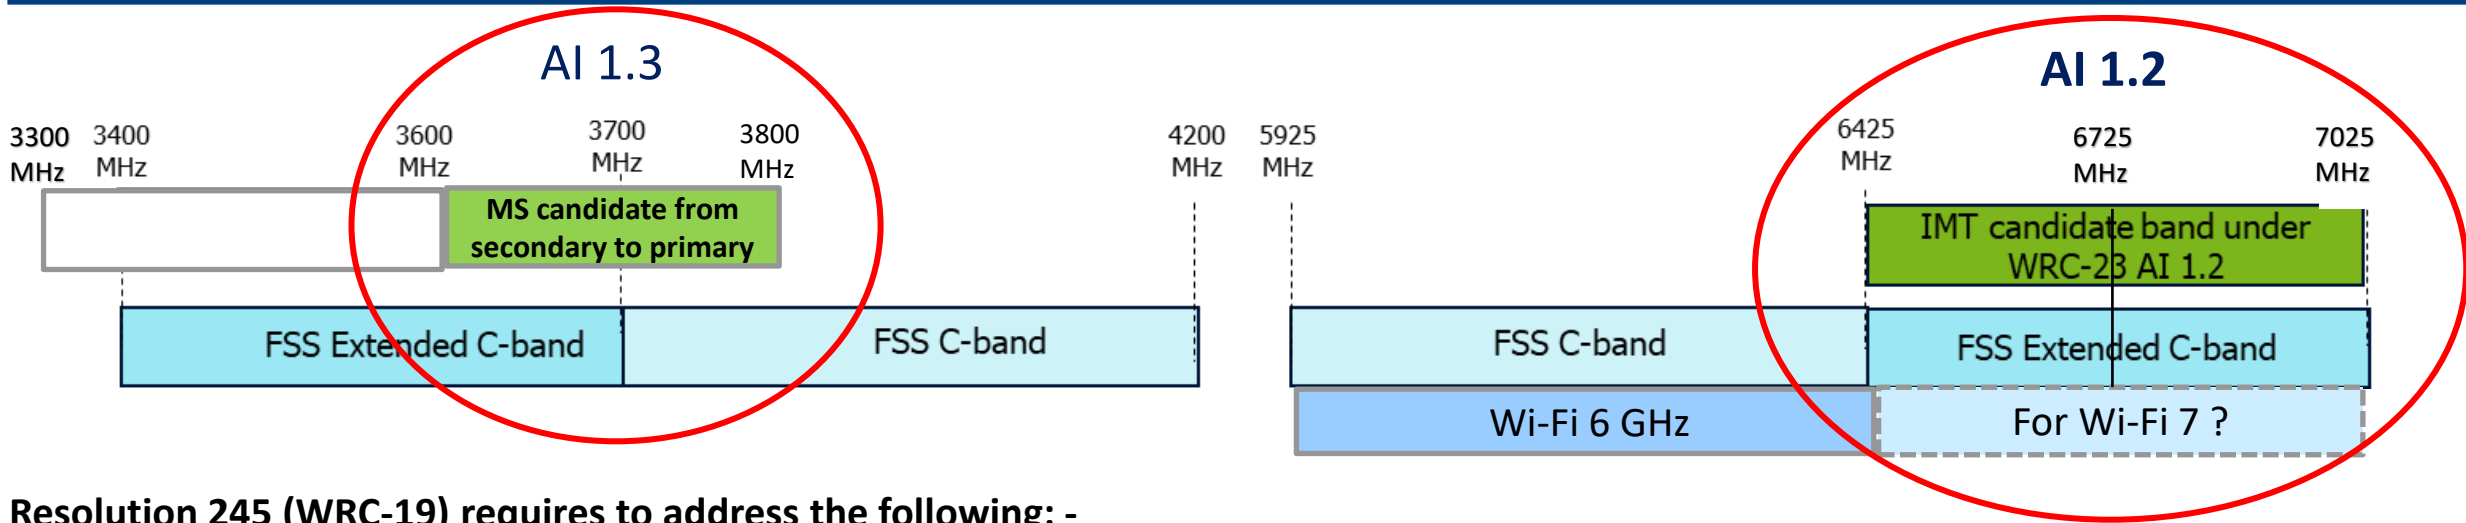 AI 1.3
AI 1.2
3300
MHz
3400
MHz
3600
MHz
3700
MHz
3800
MHz
4200
MHz
5925
MHz
6425
MHz
6725
MHz
7025
MHz
MS candidate from
secondary to primary
IMT candidate band under
WRC-23 AI 1.2
FSS Extended C-band
FSS C-band
FSS C-band
FSS Extended C-band
Wi-Fi 6 GHz
For Wi-Fi 7 ?
Resolution 245 (WRC-19) requires to address the following: -